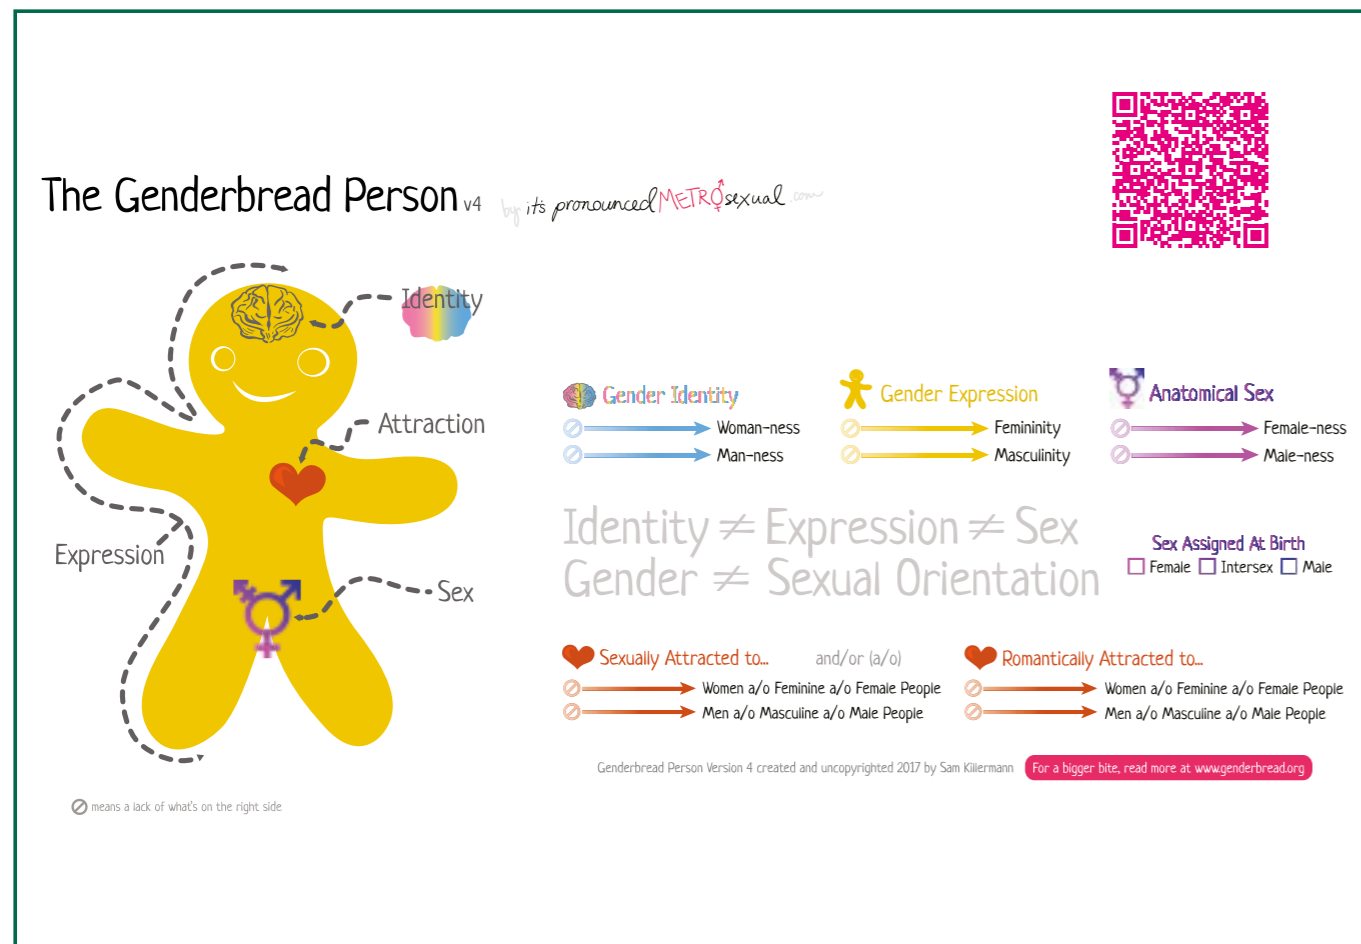 The Genderbread Person v4 by it's pronounced METROsexual.com
Identity
Attraction
Expression
Sex
Gender Identity
Woman-ness
Man-ness
Gender Expression
Femininity
Masculinity
Anatomical Sex
Female-ness
Male-ness
Identity ≠ Expression ≠ Sex
Gender ≠ Sexual Orientation
Sex Assigned At Birth
Female Intersex Male
Sexually Attracted to... and/or (a/o)
Women a/o Feminine a/o Female People
Men a/o Masculine a/o Male People
Romantically Attracted to...
Women a/o Feminine a/o Female People
Men a/o Masculine a/o Male People
Genderbread Person Version 4 created and uncopyrighted 2017 by Sam Killermann
For a bigger bite, read more at www.genderbread.org
means a lack of what's on the right side